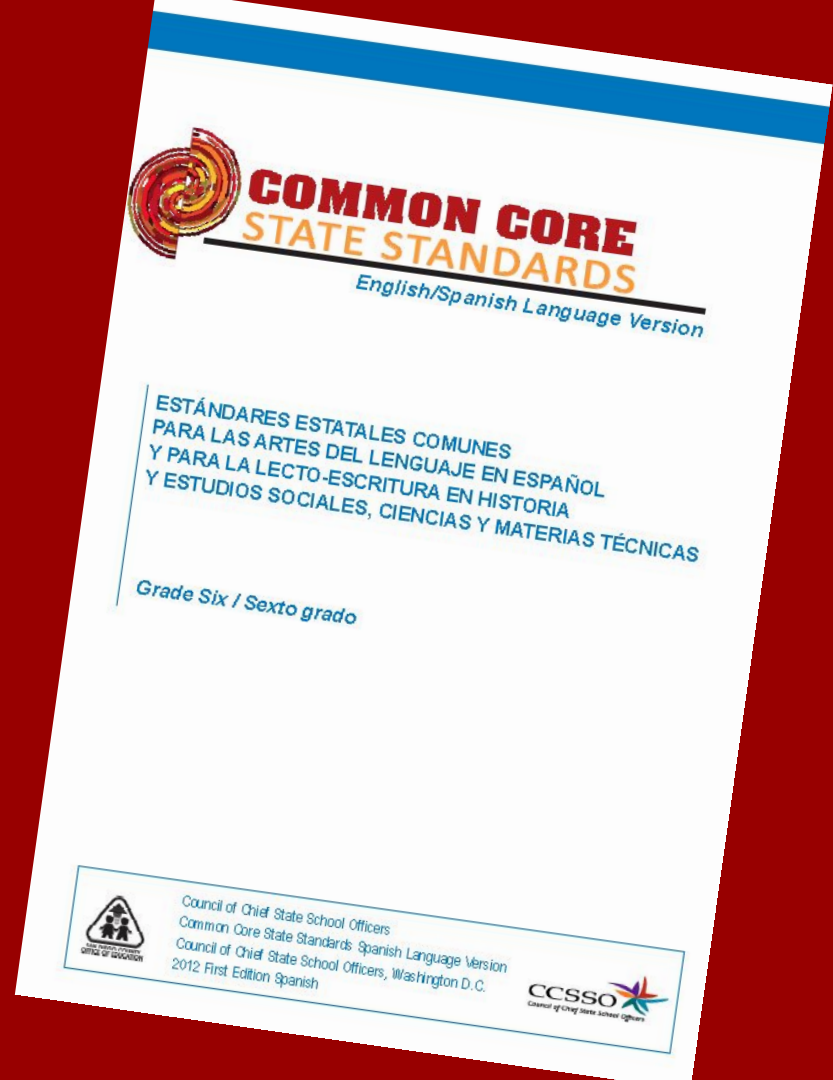 COMMON CORE
STATE STANDARDS
English/Spanish Language Version
ESTÁNDARES ESTATALES COMUNES
PARA LAS ARTES DEL LENGUAJE EN ESPAÑOL
Y PARA LA LECTO-ESCRITURA EN HISTORIA
Y ESTUDIOS SOCIALES, CIENCIAS Y MATERIAS TÉCNICAS
Grade Six / Sexto grado
Council of Chief State School Officers
Common Core State Standards Spanish Language Version
Council of Chief State School Officers, Washington D.C.
2012 First Edition Spanish
OFFICE OF EDUCATION
CCSSO
Council of Chief State School Officers